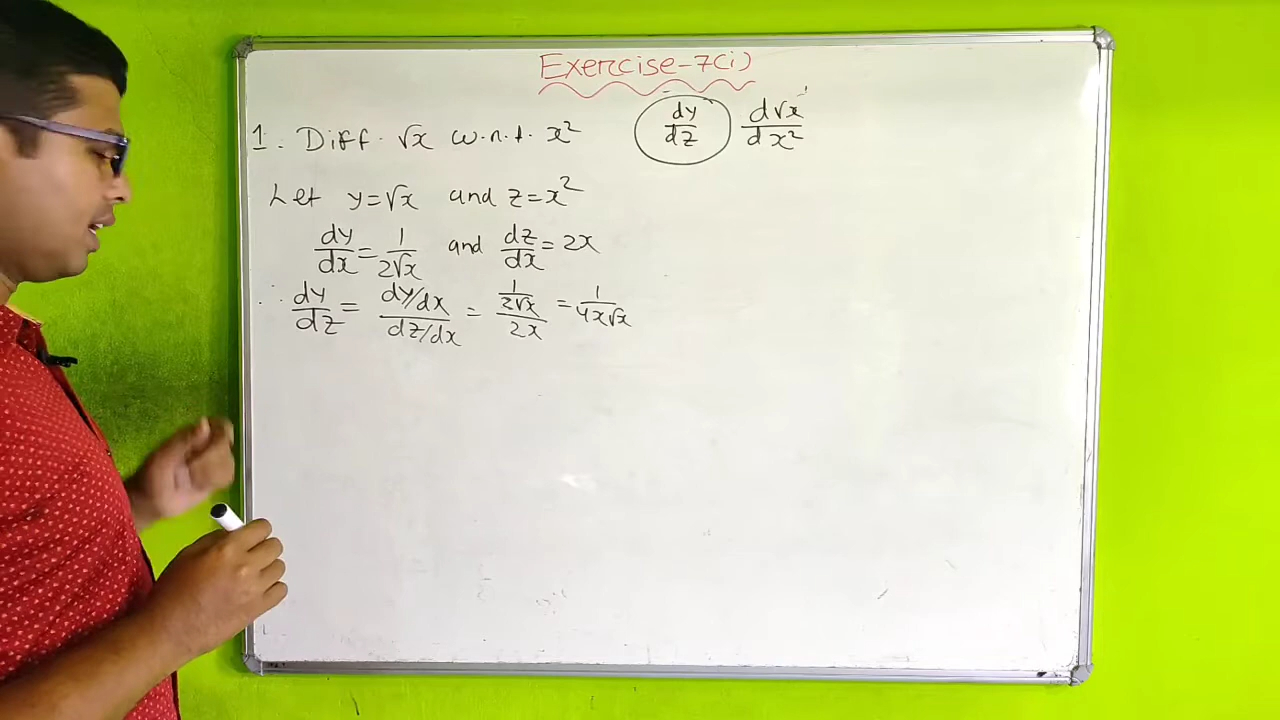 Exercise-7(i)
1. Diff. √x w.r.t. x² dy/dz d√x/dx²
Let y=√x and z=x²
dy/dx = 1/2√x and dz/dx = 2x
∴ dy/dz = (dy/dx)/(dz/dx) = (1/2√x)/2x = 1/4x√x